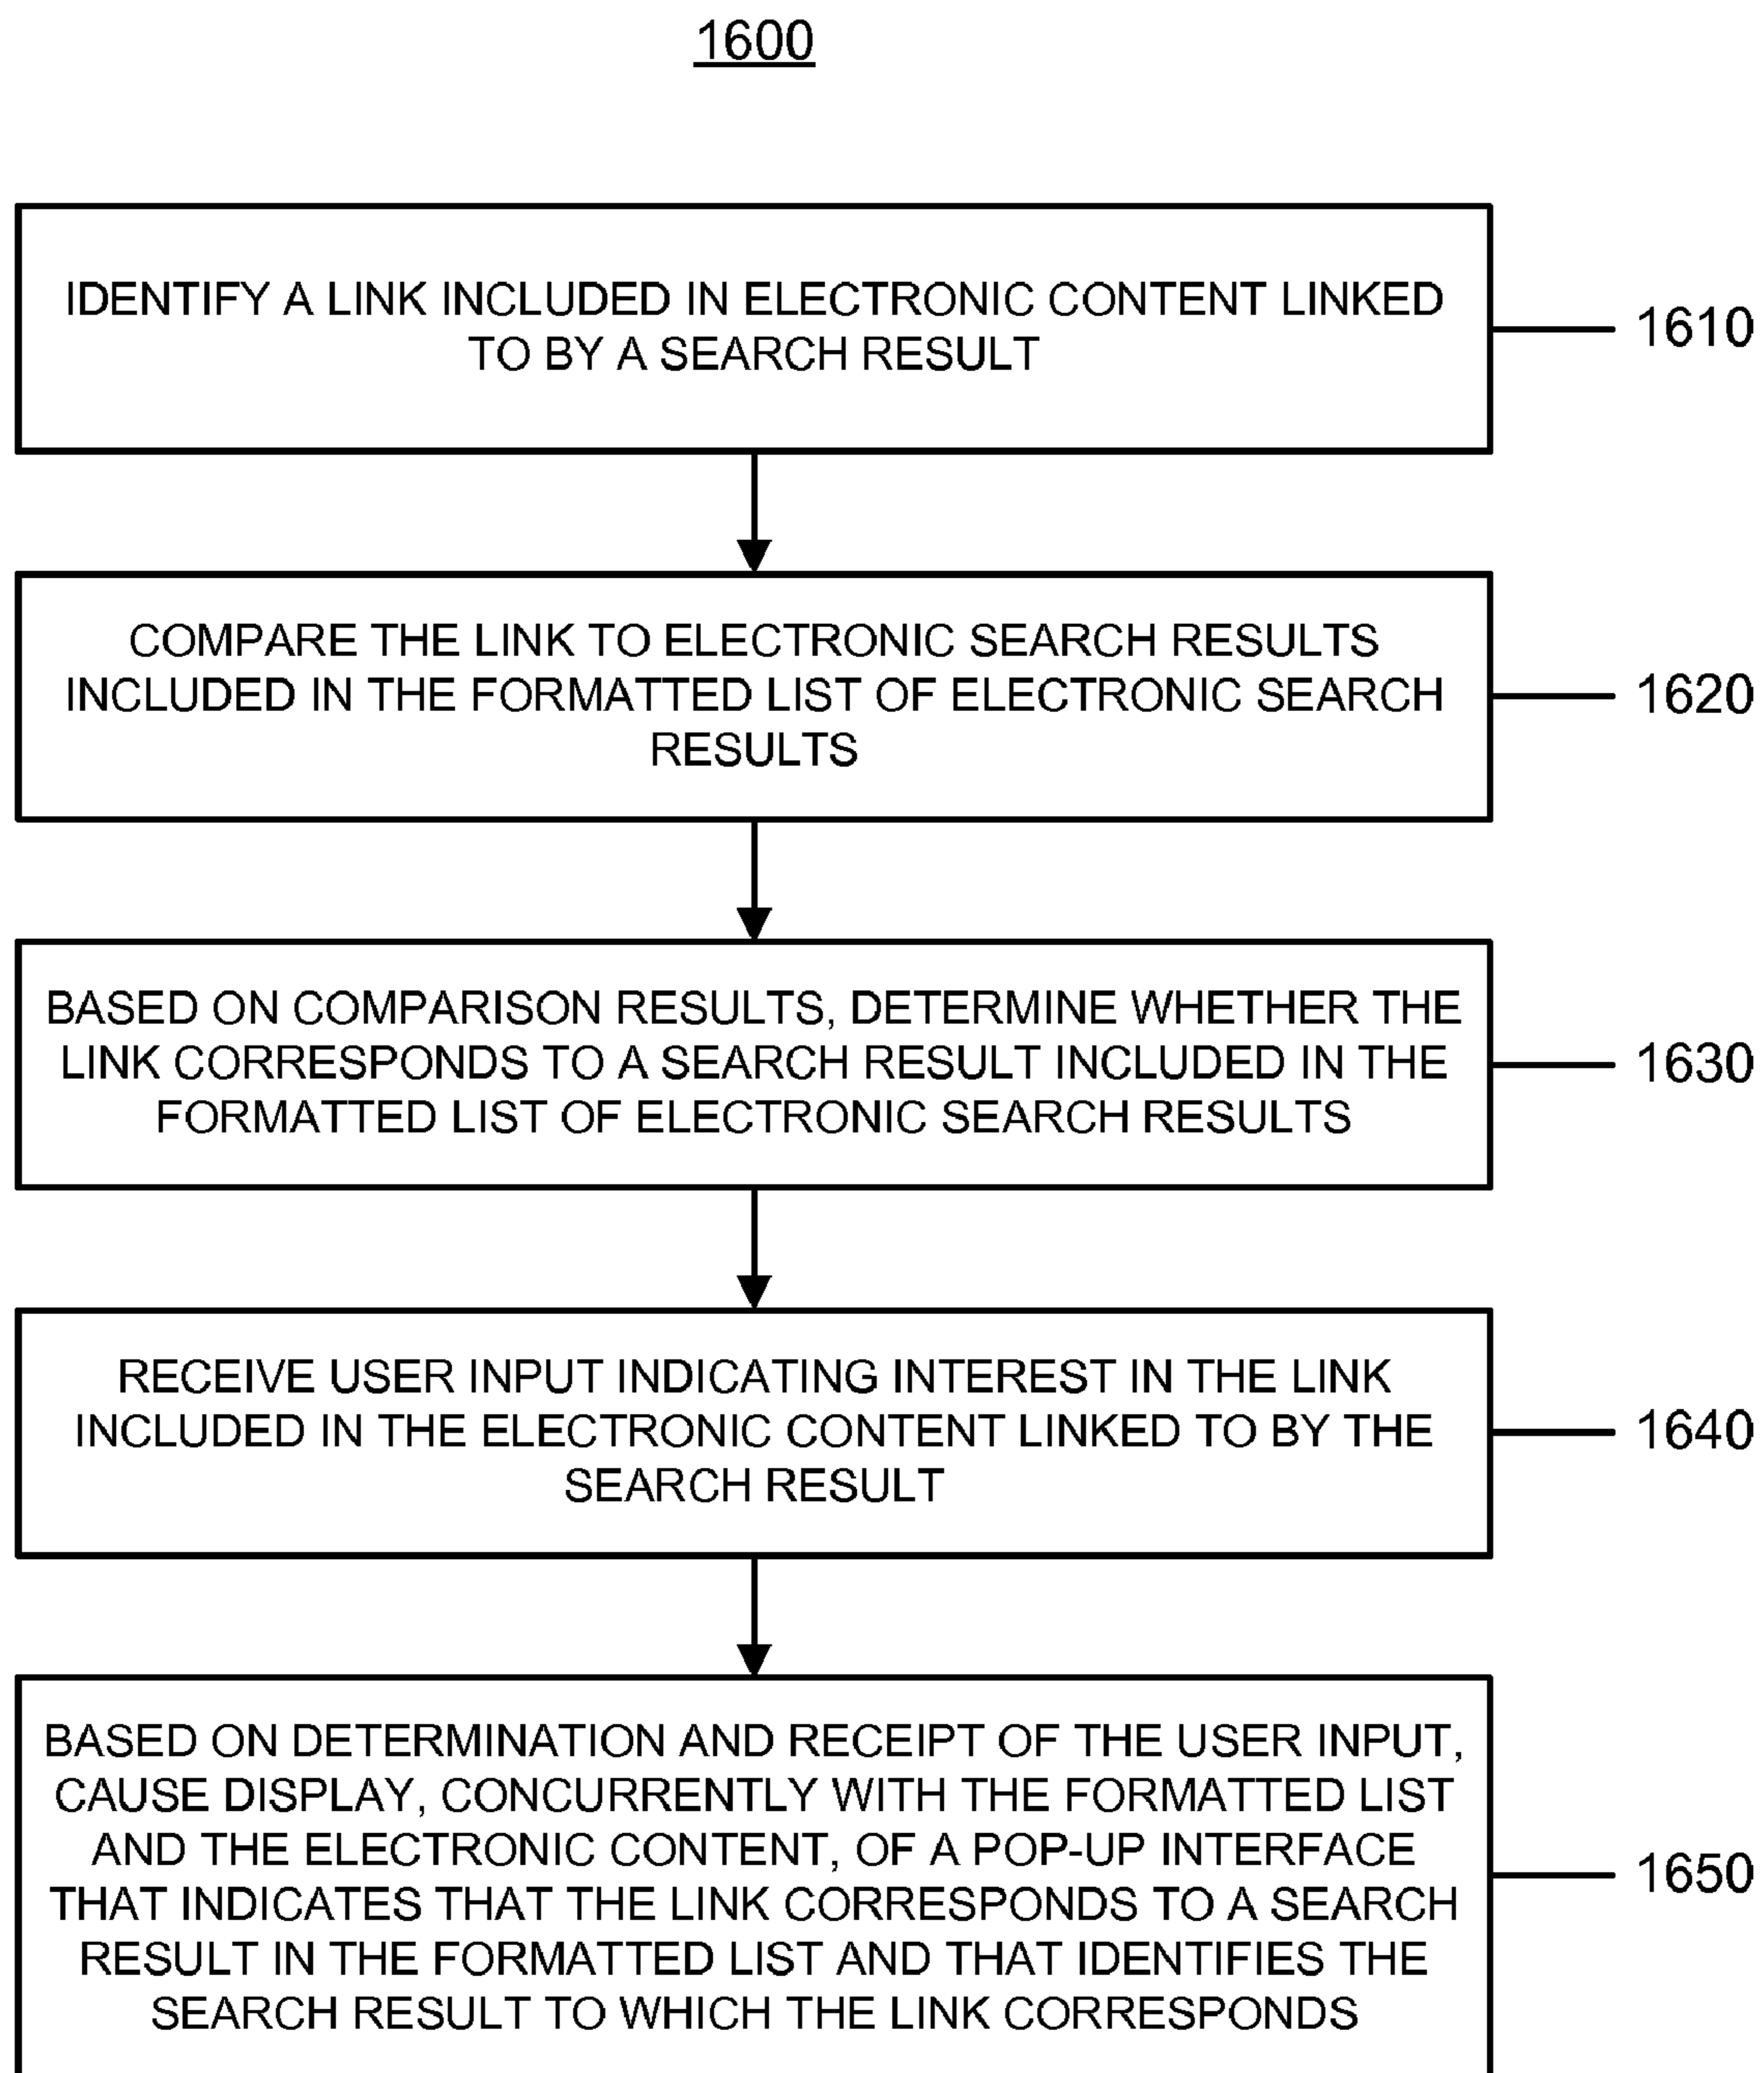 1600
IDENTIFY A LINK INCLUDED IN ELECTRONIC CONTENT LINKED
TO BY A SEARCH RESULT
1610
COMPARE THE LINK TO ELECTRONIC SEARCH RESULTS
INCLUDED IN THE FORMATTED LIST OF ELECTRONIC SEARCH
RESULTS
1620
BASED ON COMPARISON RESULTS, DETERMINE WHETHER THE
LINK CORRESPONDS TO A SEARCH RESULT INCLUDED IN THE
FORMATTED LIST OF ELECTRONIC SEARCH RESULTS
1630
RECEIVE USER INPUT INDICATING INTEREST IN THE LINK
INCLUDED IN THE ELECTRONIC CONTENT LINKED TO BY THE
SEARCH RESULT
1640
BASED ON DETERMINATION AND RECEIPT OF THE USER INPUT,
CAUSE DISPLAY, CONCURRENTLY WITH THE FORMATTED LIST
AND THE ELECTRONIC CONTENT, OF A POP-UP INTERFACE
THAT INDICATES THAT THE LINK CORRESPONDS TO A SEARCH
RESULT IN THE FORMATTED LIST AND THAT IDENTIFIES THE
SEARCH RESULT TO WHICH THE LINK CORRESPONDS
1650